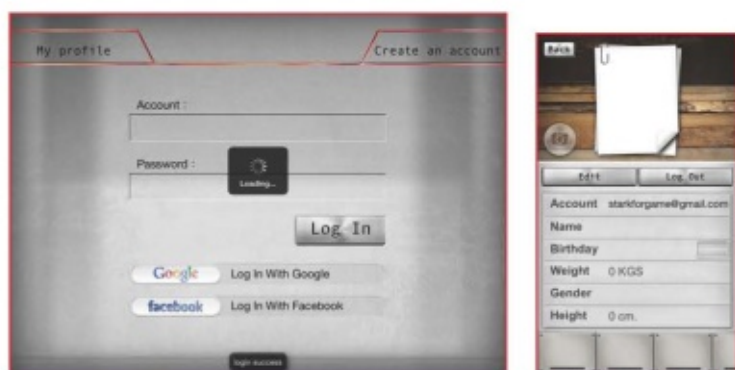 My profile
Create an account
Account :
Password :
Loading...
Log In
Google
Log In With Google
facebook
Log In With Facebook
login success
Back
Edit
Log Out
Account starkforgame@gmail.com
Name
Birthday
Weight 0 KGS
Gender
Height 0 cm.